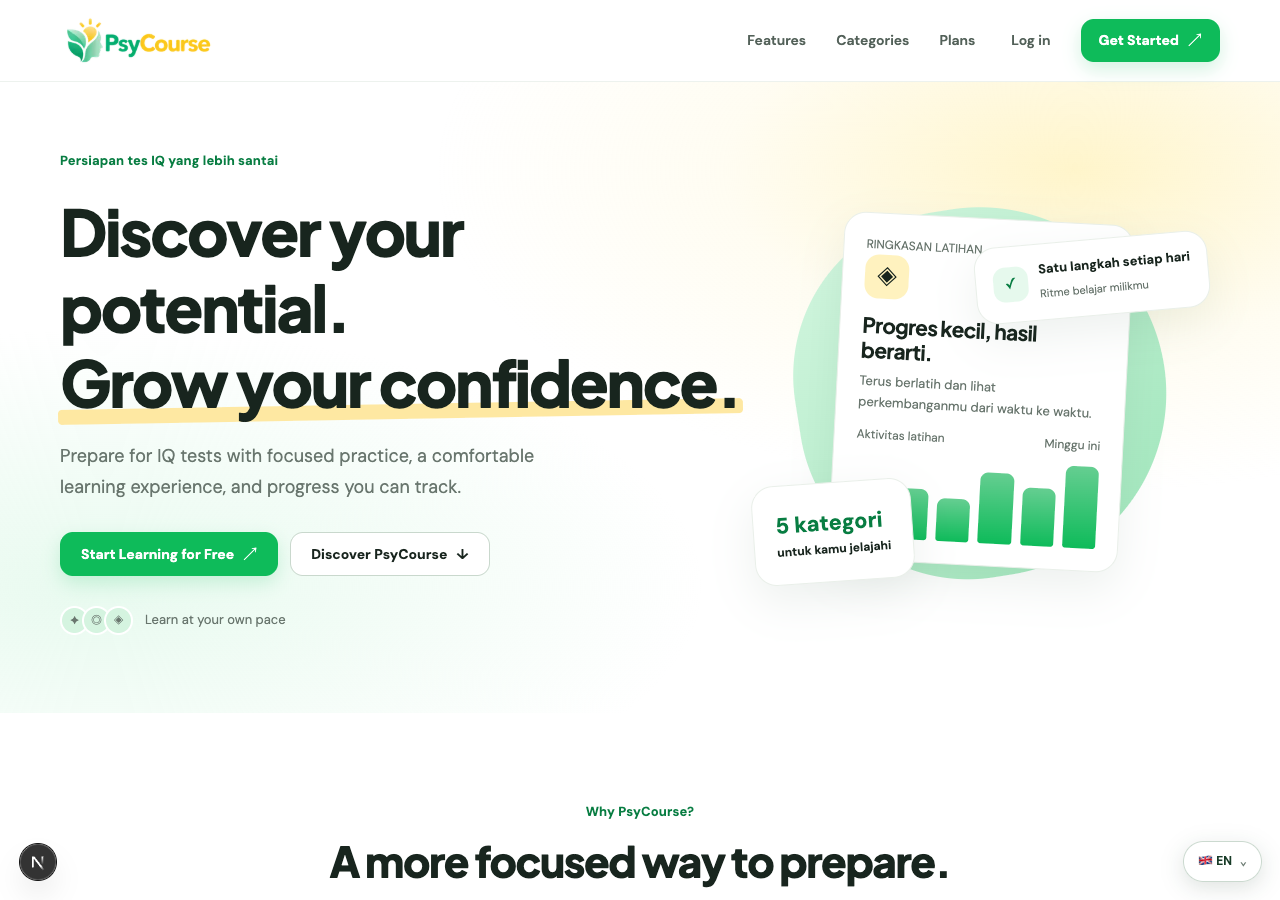 PsyCourse
Features
Categories
Plans
Log in
Get Started ↗
Persiapan tes IQ yang lebih santai
Discover your
potential.
Grow your confidence.
Prepare for IQ tests with focused practice, a comfortable
learning experience, and progress you can track.
Start Learning for Free ↗
Discover PsyCourse ↓
Learn at your own pace
RINGKASAN LATIHAN
Satu langkah setiap hari
Ritme belajar milikmu
Progres kecil, hasil
berarti.
Terus berlatih dan lihat
perkembanganmu dari waktu ke waktu.
Aktivitas latihan
Minggu ini
5 kategori
untuk kamu jelajahi
Why PsyCourse?
A more focused way to prepare.
N
EN